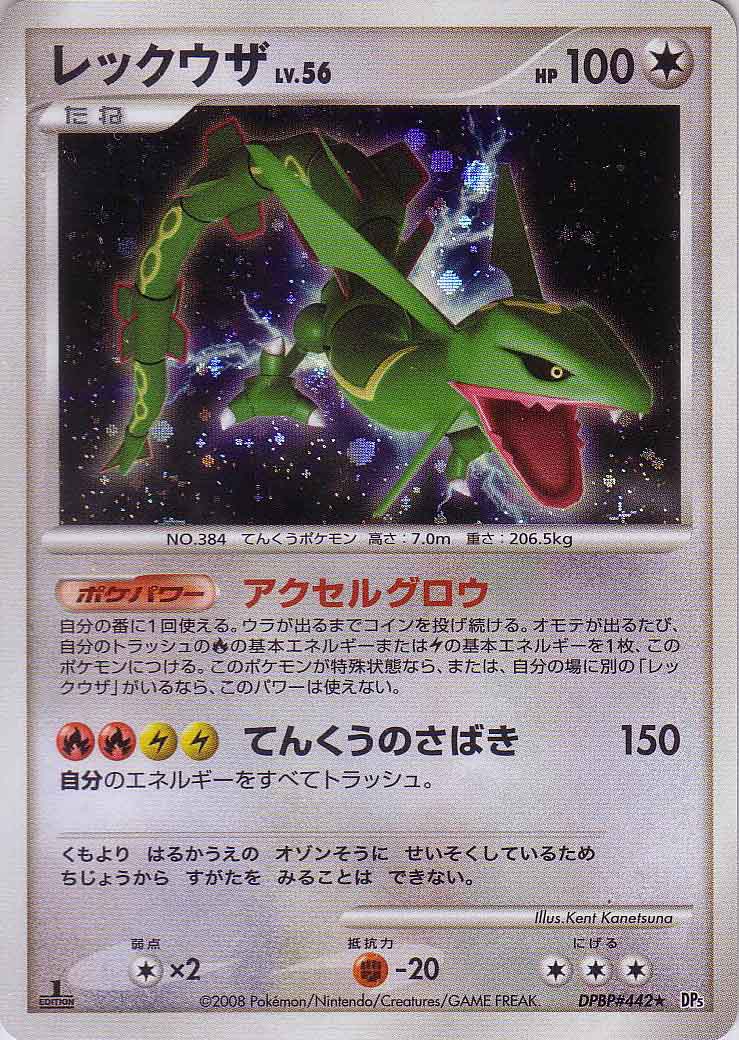 レックウザ LV.56 HP 100
たね
NO.384 てんくうポケモン 高さ:7.0m 重さ:206.5kg
ポケパワー アクセルグロウ
自分の番に1回使える。ウラが出るまでコインを投げ続ける。オモテが出るたび、
自分のトラッシュの の基本エネルギーまたは の基本エネルギーを1枚、この
ポケモンにつける。このポケモンが特殊状態なら、または、自分の場に別の「レッ
クウザ」がいるなら、このパワーは使えない。
てんくうのさばき 150
自分のエネルギーをすべてトラッシュ。
くもより はるかうえの オゾンそうに せいそくしているため
ちじょうから すがたを みることは できない。
Illus.Kent Kanetsuna
弱点 抵抗力 にげる
×2 -20
1 EDITION ©2008 Pokémon/Nintendo/Creatures/GAME FREAK. DPBP#442★ DPs